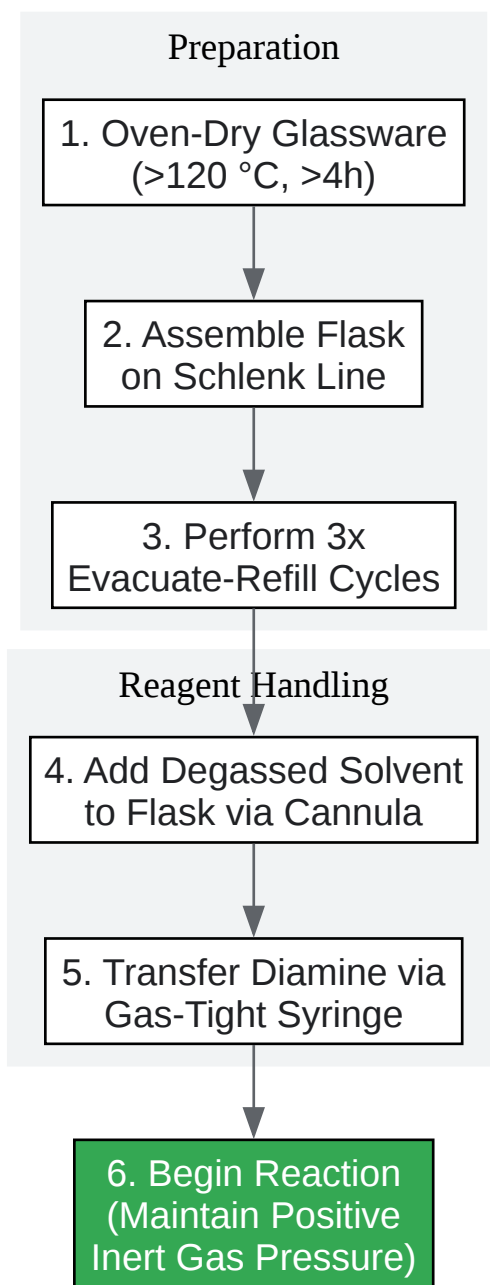 Preparation
1. Oven-Dry Glassware
(>120 °C, >4h)
2. Assemble Flask
on Schlenk Line
3. Perform 3x
Evacuate-Refill Cycles
Reagent Handling
4. Add Degassed Solvent
to Flask via Cannula
5. Transfer Diamine via
Gas-Tight Syringe
6. Begin Reaction
(Maintain Positive
Inert Gas Pressure)